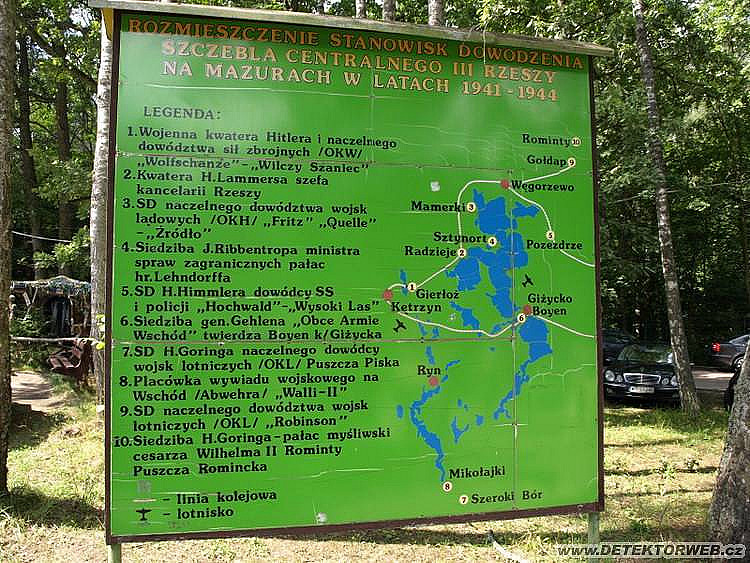 ROZMIESZCZENIE STANOWISK DOWODZENIA
SZCZEBLA CENTRALNEGO III RZESZY
NA MAZURACH W LATACH 1941-1944
LEGENDA:
1. Wojenna kwatera Hitlera i naczelnego
dowództwa sił zbrojnych /OKW/
„Wolfschanze”-„Wilczy Szaniec”
2. Kwatera H.Lammersa szefa
kancelarii Rzeszy
3. SD naczelnego dowództwa wojsk
lądowych /OKH/ „Fritz” „Quelle”
-„Źródło”
4. Siedziba J.Ribbentropa ministra
spraw zagranicznych pałac
hr.Lehndorffa
5. SD H.Himmlera dowódcy SS
i policji „Hochwald”-„Wysoki Las”
6. Siedziba gen.Gehlena „Obce Armie
Wschód” twierdza Boyen k/Giżycka
7. SD H.Goringa naczelnego dowódcy
wojsk lotniczych /OKL/ Puszcza Piska
8. Placówka wywiadu wojskowego na
Wschód /Abwehra/ „Walli-II”
9. SD naczelnego dowództwa wojsk
lotniczych /OKL/ „Robinson”
10. Siedziba H.Goringa-pałac myśliwski
cesarza Wilhelma II Rominty
Puszcza Romincka
- linia kolejowa
- lotnisko
Rominty 10
Gołdap 9
Węgorzewo
Mamerki 3
Sztynort 4
Pozezdrze 5
Radzieje 2
1 Gierłoż
Kętrzyn
Giżycko
Boyen
6
Ryn
Mikołajki
8
7 Szeroki Bór
WWW.DETEKTORWEB.CZ